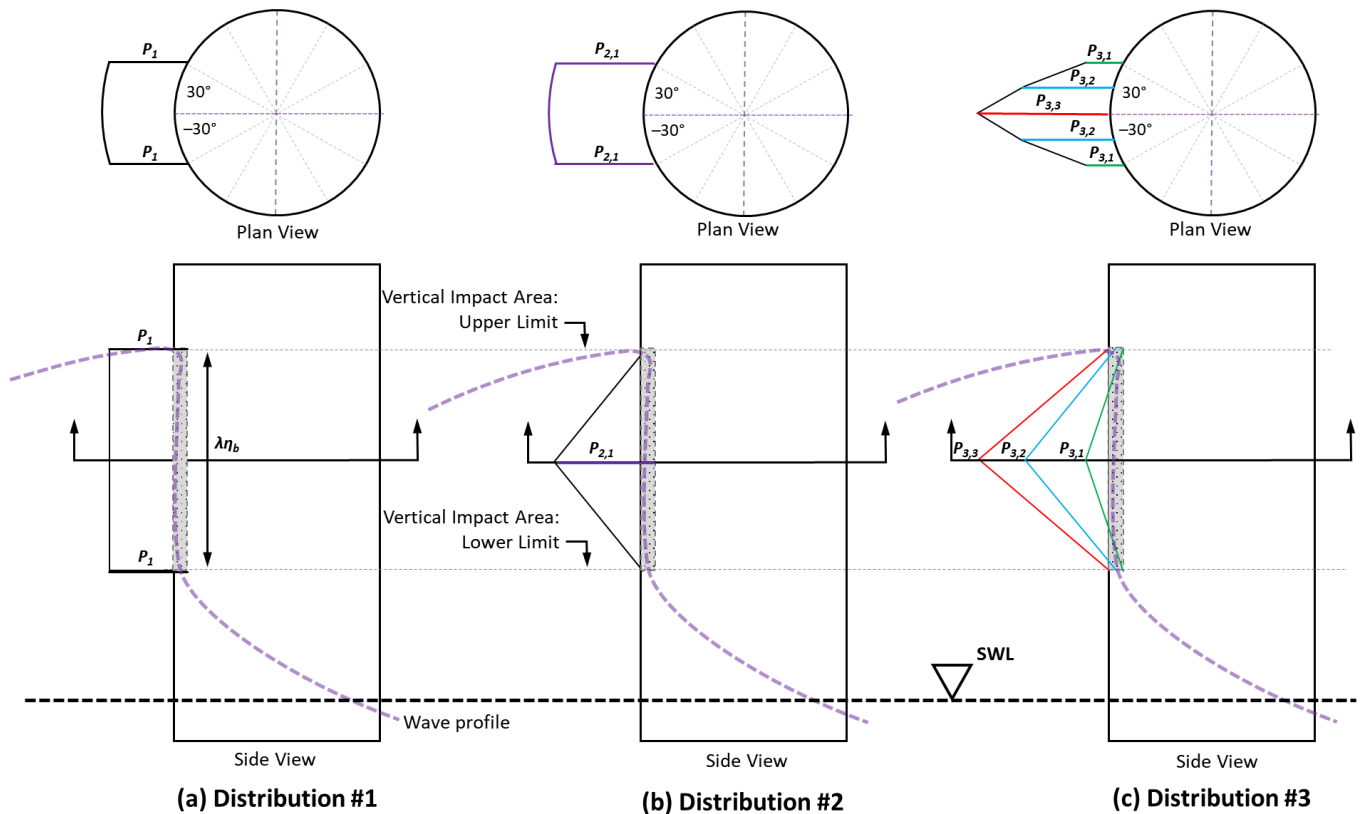 P1
30°
–30°
P1
Plan View
P2,1
30°
–30°
P2,1
Plan View
P3,1
P3,2
30°
P3,3
–30°
P3,2
P3,1
Plan View
P1
ληb
P1
Side View
Vertical Impact Area:
Upper Limit
P2,1
Vertical Impact Area:
Lower Limit
Side View
P3,3 P3,2 P3,1
SWL
Wave profile
Side View
(a) Distribution #1
(b) Distribution #2
(c) Distribution #3